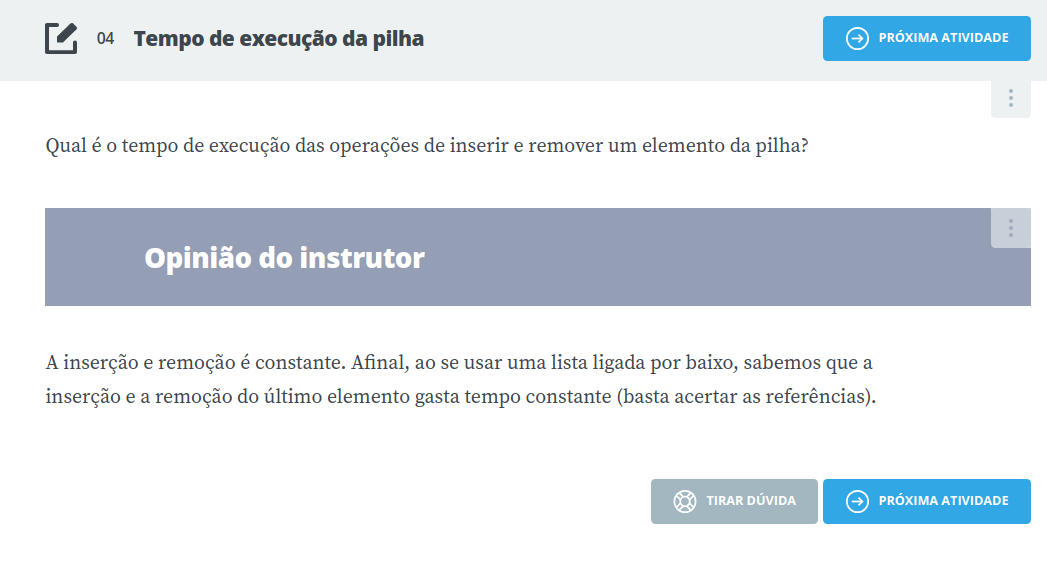 04 Tempo de execução da pilha
PRÓXIMA ATIVIDADE
Qual é o tempo de execução das operações de inserir e remover um elemento da pilha?
Opinião do instrutor
A inserção e remoção é constante. Afinal, ao se usar uma lista ligada por baixo, sabemos que a
inserção e a remoção do último elemento gasta tempo constante (basta acertar as referências).
TIRAR DÚVIDA
PRÓXIMA ATIVIDADE